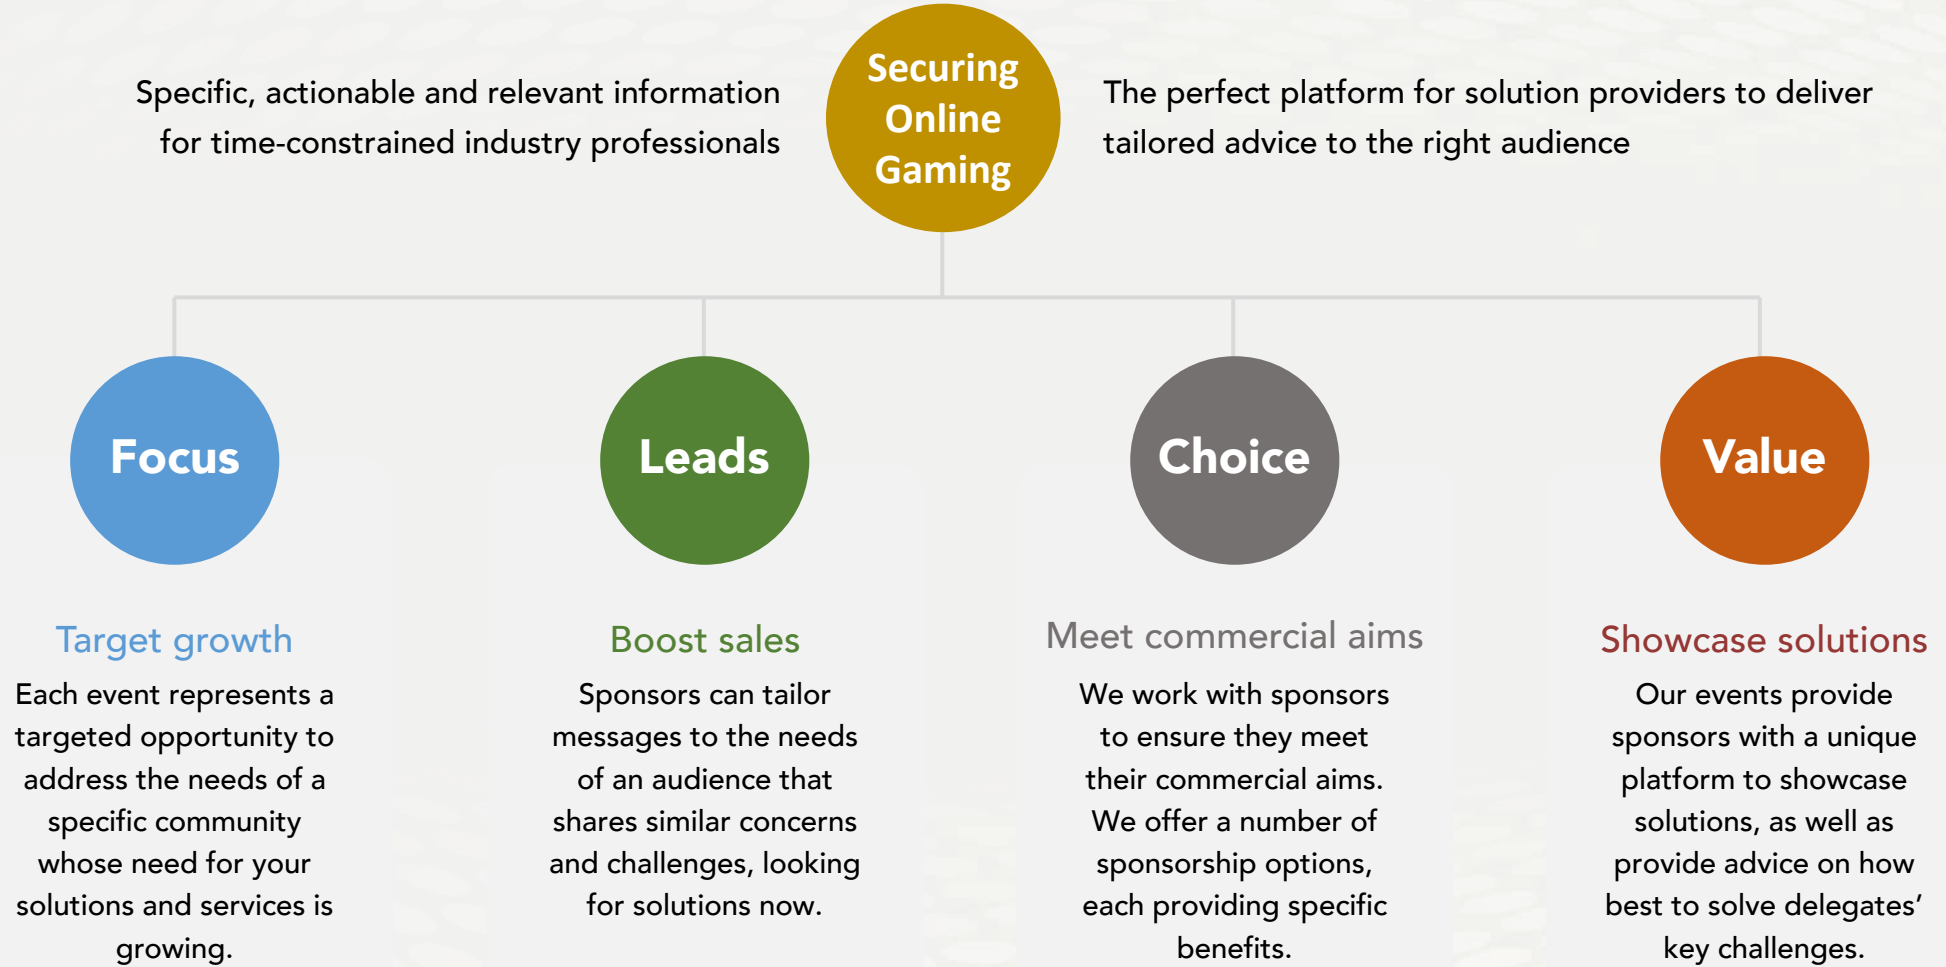 Specific, actionable and relevant information
for time-constrained industry professionals
Securing
Online
Gaming
The perfect platform for solution providers to deliver
tailored advice to the right audience
Focus
Target growth
Each event represents a
targeted opportunity to
address the needs of a
specific community
whose need for your
solutions and services is
growing.
Leads
Boost sales
Sponsors can tailor
messages to the needs
of an audience that
shares similar concerns
and challenges, looking
for solutions now.
Choice
Meet commercial aims
We work with sponsors
to ensure they meet
their commercial aims.
We offer a number of
sponsorship options,
each providing specific
benefits.
Value
Showcase solutions
Our events provide
sponsors with a unique
platform to showcase
solutions, as well as
provide advice on how
best to solve delegates’
key challenges.